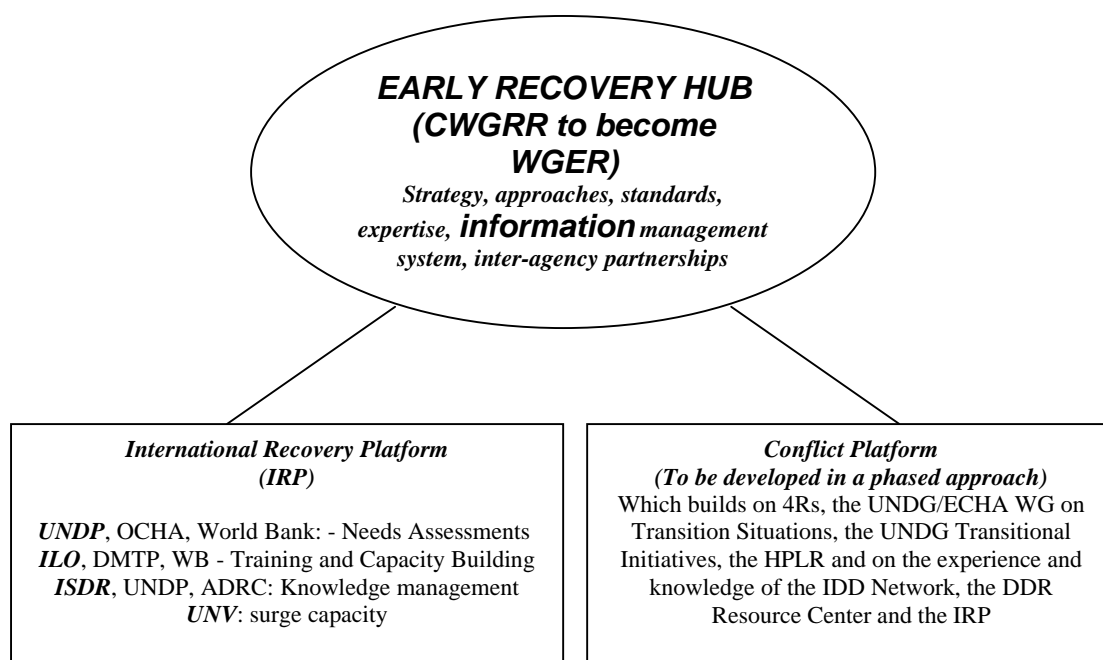 EARLY RECOVERY HUB
(CWGRR to become
WGER)
Strategy, approaches, standards,
expertise, information management
system, inter-agency partnerships
International Recovery Platform
(IRP)
UNDP, OCHA, World Bank: - Needs Assessments
ILO, DMTP, WB - Training and Capacity Building
ISDR, UNDP, ADRC: Knowledge management
UNV: surge capacity
Conflict Platform
(To be developed in a phased approach)
Which builds on 4Rs, the UNDG/ECHA WG on
Transition Situations, the UNDG Transitional
Initiatives, the HPLR and on the experience and
knowledge of the IDD Network, the DDR
Resource Center and the IRP